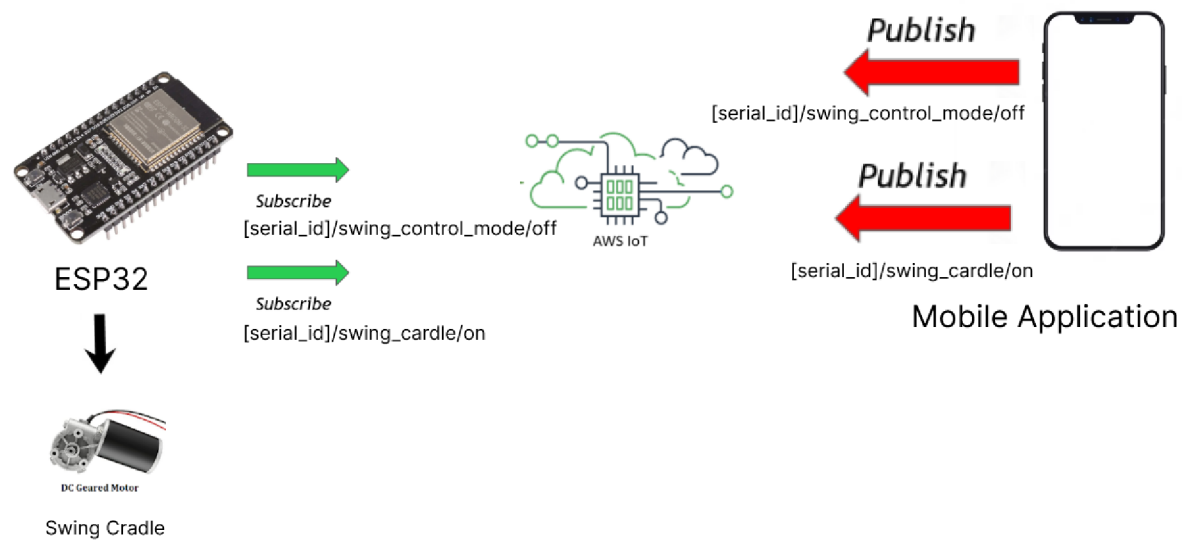 Publish
[serial_id]/swing_control_mode/off
Publish
[serial_id]/swing_cardle/on
Mobile Application
AWS IoT
Subscribe
[serial_id]/swing_control_mode/off
Subscribe
[serial_id]/swing_cardle/on
ESP32
DC Geared Motor
Swing Cradle